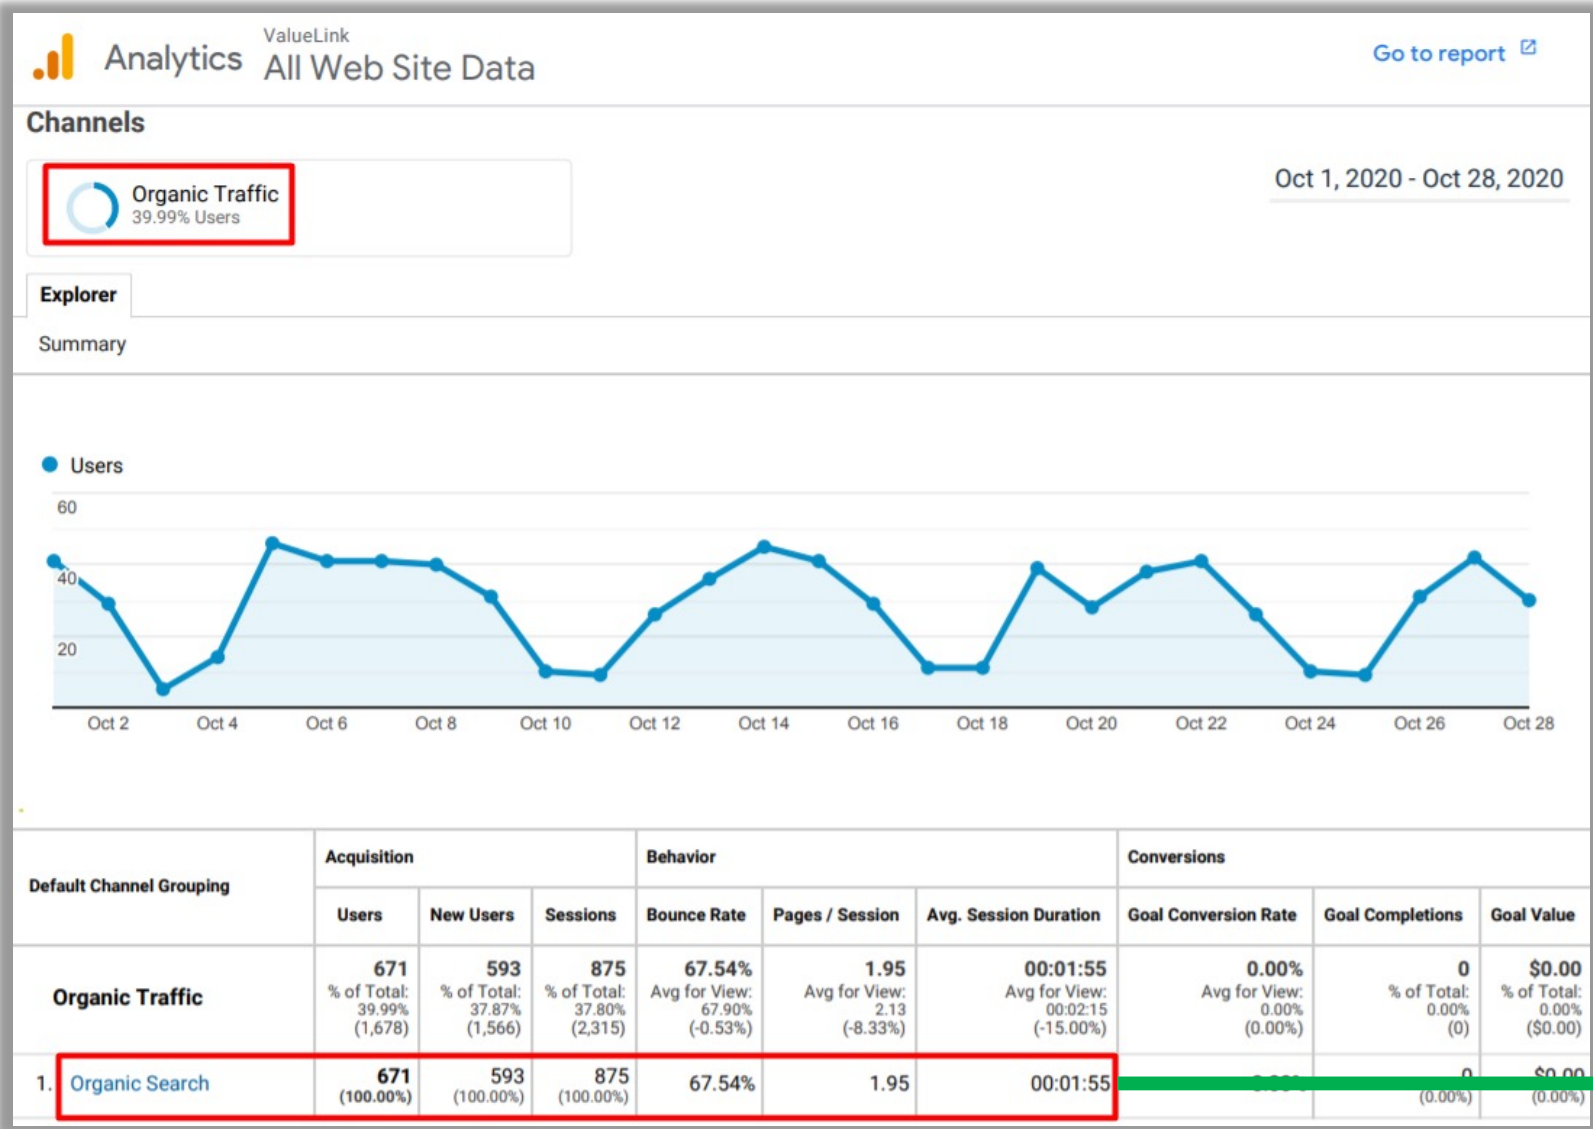 ValueLink
Analytics All Web Site Data
Go to report
Channels
Organic Traffic
39.99% Users
Oct 1, 2020 - Oct 28, 2020
Explorer
Summary
Users
60
40
20
Oct 2 Oct 4 Oct 6 Oct 8 Oct 10 Oct 12 Oct 14 Oct 16 Oct 18 Oct 20 Oct 22 Oct 24 Oct 26 Oct 28
Default Channel Grouping
Acquisition Behavior Conversions
Users New Users Sessions Bounce Rate Pages / Session Avg. Session Duration Goal Conversion Rate Goal Completions Goal Value
Organic Traffic
671 593 875 67.54% 1.95 00:01:55 0.00% 0 $0.00
% of Total: % of Total: % of Total: Avg for View: Avg for View: Avg for View: Avg for View: % of Total: % of Total:
39.99% 37.87% 37.80% 67.90% 2.13 00:02:15 0.00% 0.00% 0.00%
(1,678) (1,566) (2,315) (-0.53%) (-8.33%) (-15.00%) (0.00%) (0) ($0.00)
1. Organic Search 671 593 875 67.54% 1.95 00:01:55
(100.00%) (100.00%) (100.00%) (0.00%) (0.00%)